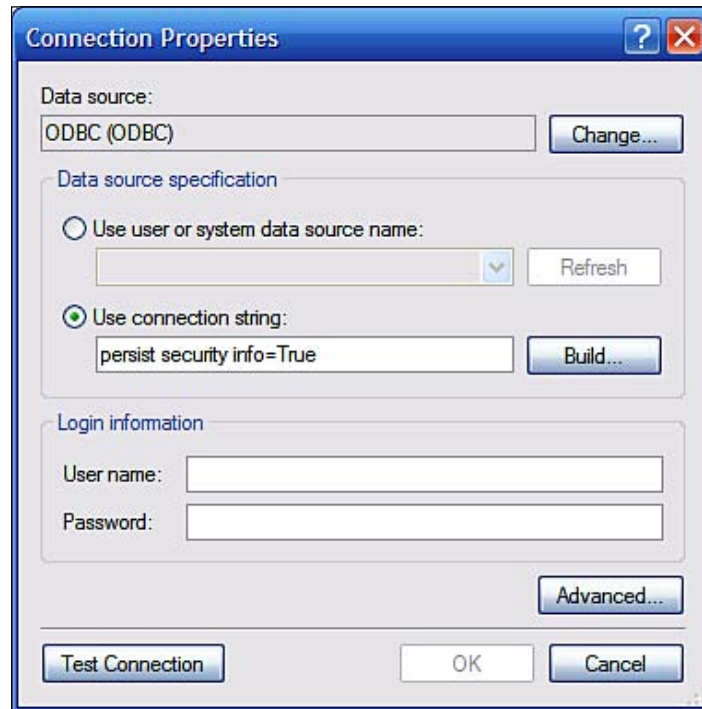 Connection Properties
Data source:
ODBC (ODBC)
Change...
Data source specification
Use user or system data source name:
Refresh
Use connection string:
persist security info=True
Build...
Login information
User name:
Password:
Advanced...
Test Connection
OK
Cancel